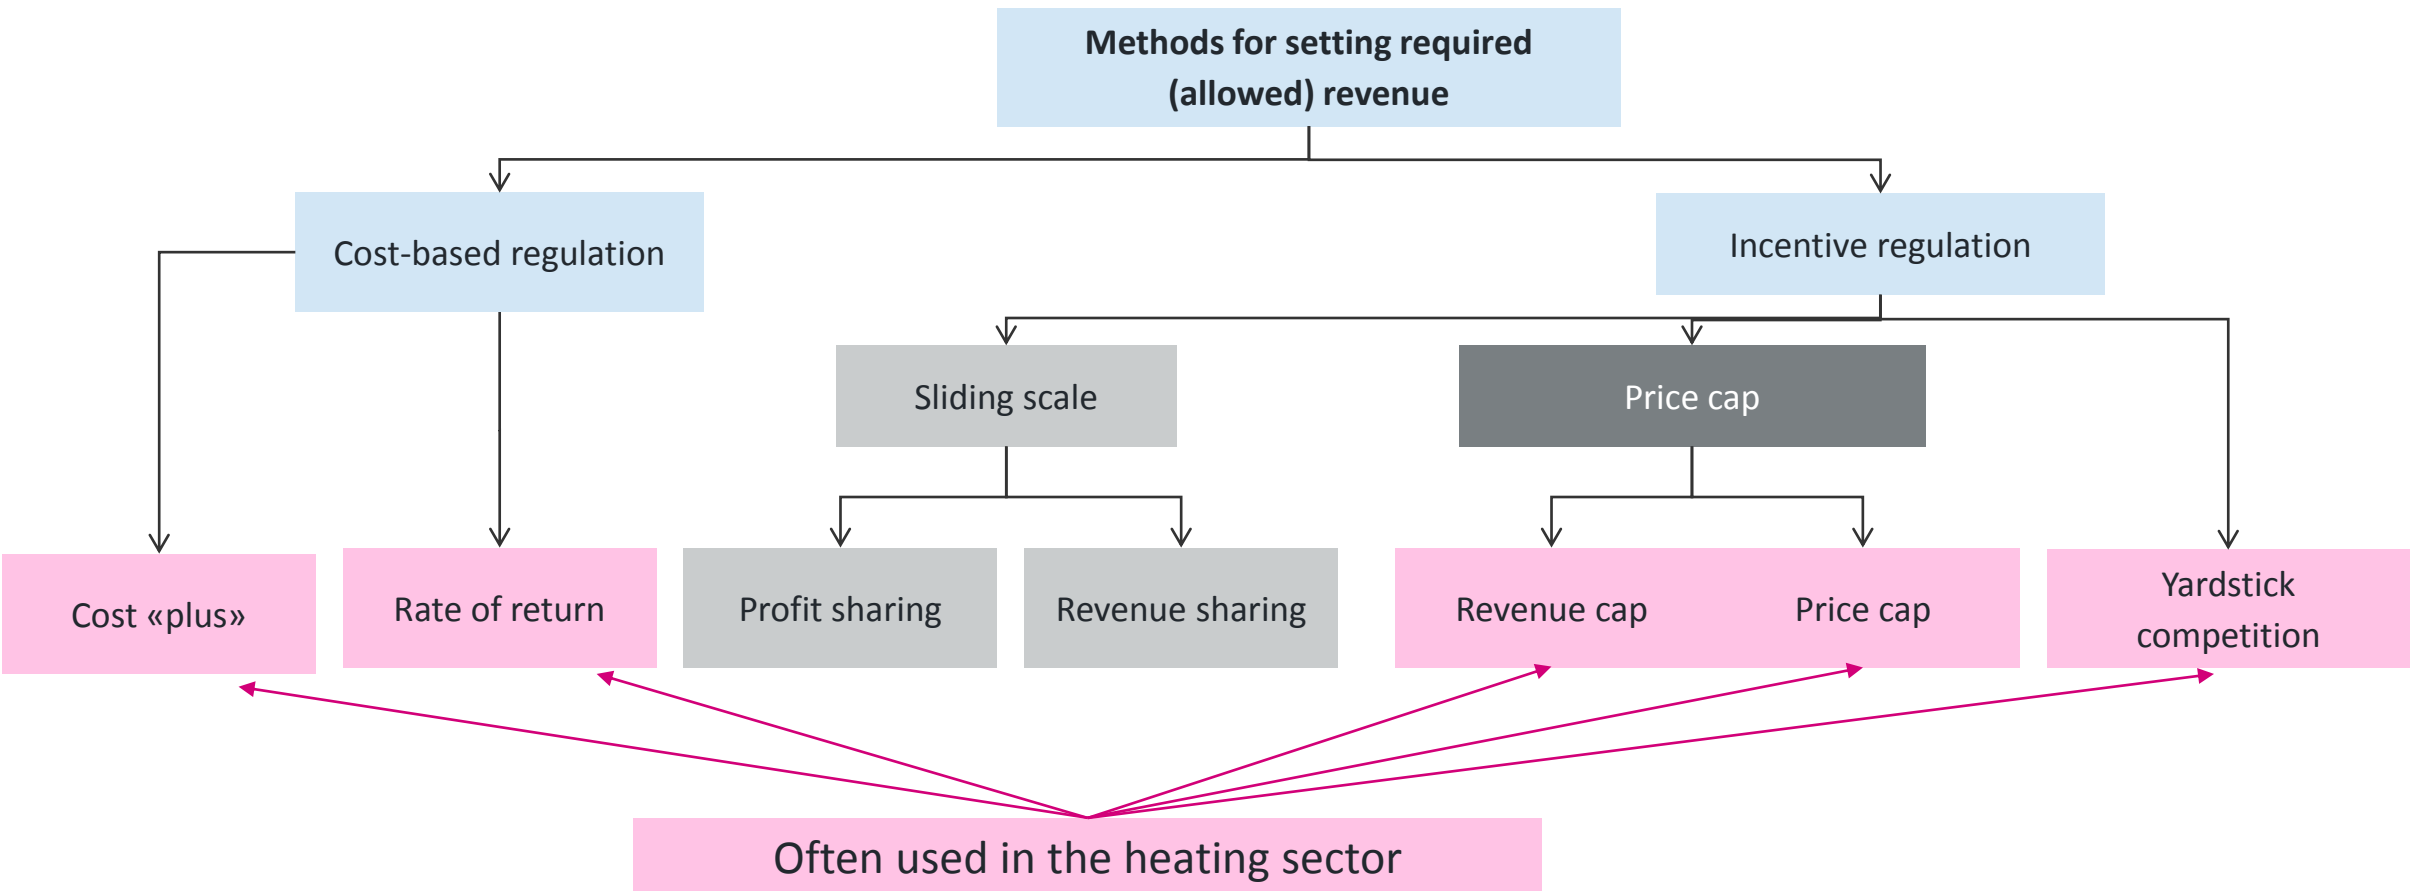 Methods for setting required
(allowed) revenue
Cost-based regulation
Incentive regulation
Sliding scale
Price cap
Cost «plus»
Rate of return
Profit sharing
Revenue sharing
Revenue cap
Price cap
Yardstick
competition
Often used in the heating sector